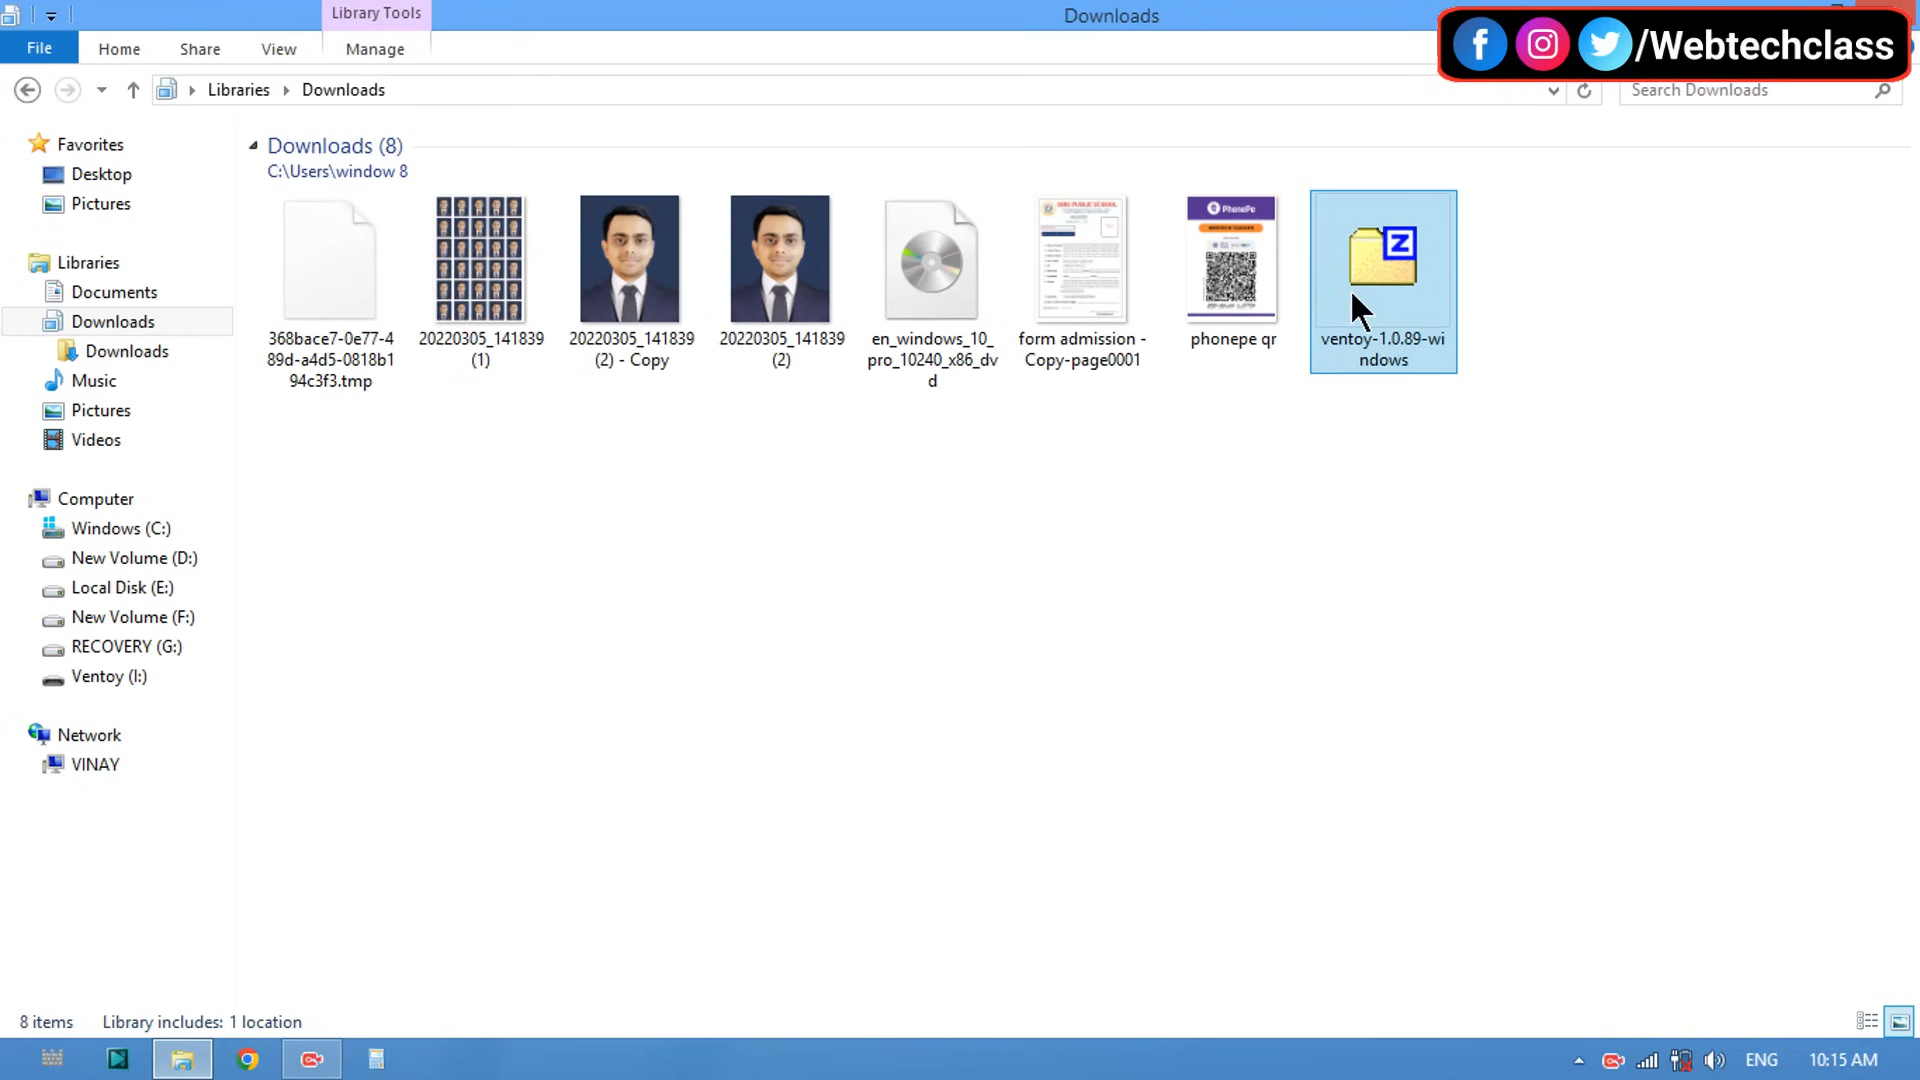 Library Tools
Downloads
File
Home
Share
View
Manage
/Webtechclass
Libraries
Downloads
Search Downloads
Favorites
Desktop
Pictures
Libraries
Documents
Downloads
Downloads
Music
Pictures
Videos
Computer
Windows (C:)
New Volume (D:)
Local Disk (E:)
New Volume (F:)
RECOVERY (G:)
Ventoy (I:)
Network
VINAY
Downloads (8)
C:\Users\window 8
368bace7-0e77-4
89d-a4d5-0818b1
94c3f3.tmp
20220305_141839
(1)
20220305_141839
(2) - Copy
20220305_141839
(2)
en_windows_10_
pro_10240_x86_dv
d
form admission -
Copy-page0001
PhonePe
phonepe qr
Z
ventoy-1.0.89-wi
ndows
8 items
Library includes: 1 location
ENG
10:15 AM